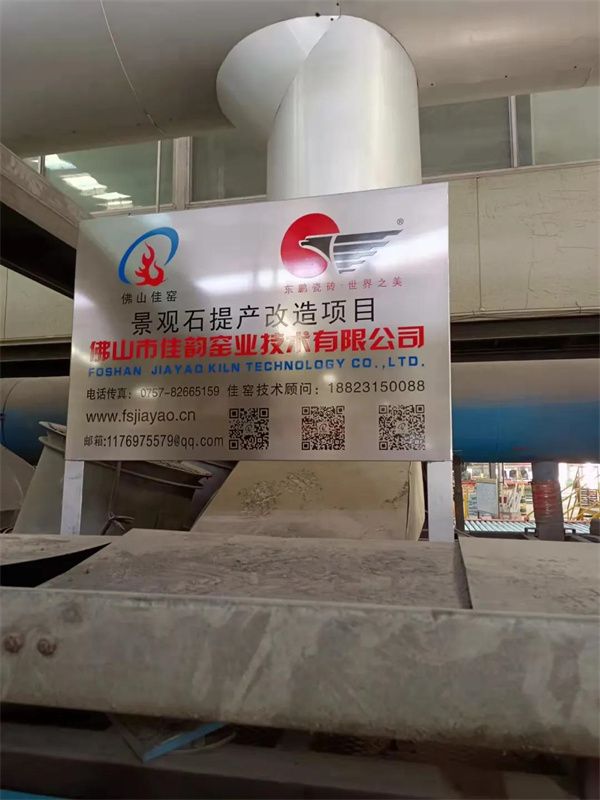 佛山佳窑
®
东鹏瓷砖·世界之美
景观石提产改造项目
佛山市佳韵窑业技术有限公司
FOSHAN JIAYAO KILN TECHNOLOGY CO.,LTD.
电话传真: 0757-82665159 佳窑技术顾问: 18823150088
www.fsjiayao.cn
邮箱:1176975579@qq.com